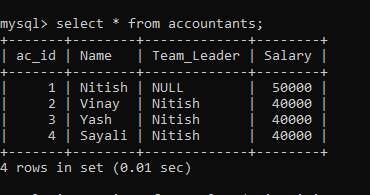 mysql> select * from accountants;
+-------+--------+-------------+--------+
| ac_id | Name   | Team_Leader | Salary |
+-------+--------+-------------+--------+
|     1 | Nitish | NULL        |  50000 |
|     2 | Vinay  | Nitish      |  40000 |
|     3 | Yash   | Nitish      |  40000 |
|     4 | Sayali | Nitish      |  40000 |
+-------+--------+-------------+--------+
4 rows in set (0.01 sec)